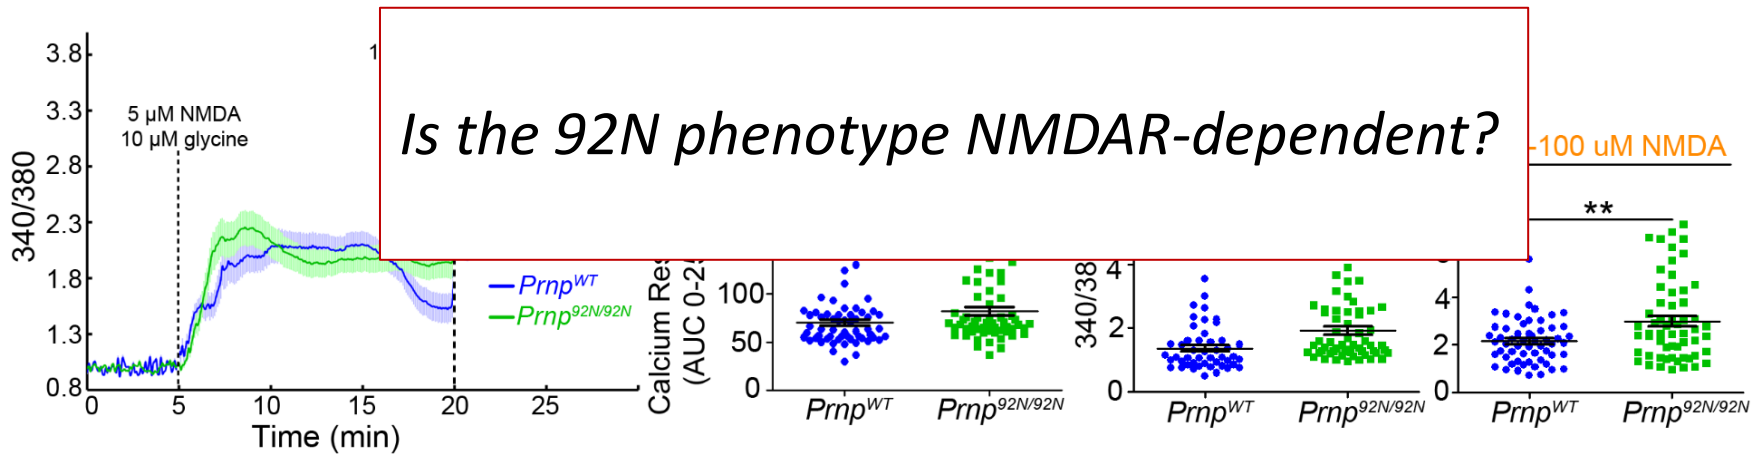 Is the 92N phenotype NMDAR-dependent?
5 µM NMDA
10 µM glycine
1
340/380
3.8
3.3
2.8
2.3
1.8
1.3
0.8
0 5 10 15 20 25
Time (min)
Prnp^WT
Prnp^92N/92N
Calcium Res
(AUC 0-25
100
50
0
Prnp^WT Prnp^92N/92N
340/38
4
2
0
Prnp^WT Prnp^92N/92N
-100 uM NMDA
**
4
2
0
Prnp^WT Prnp^92N/92N